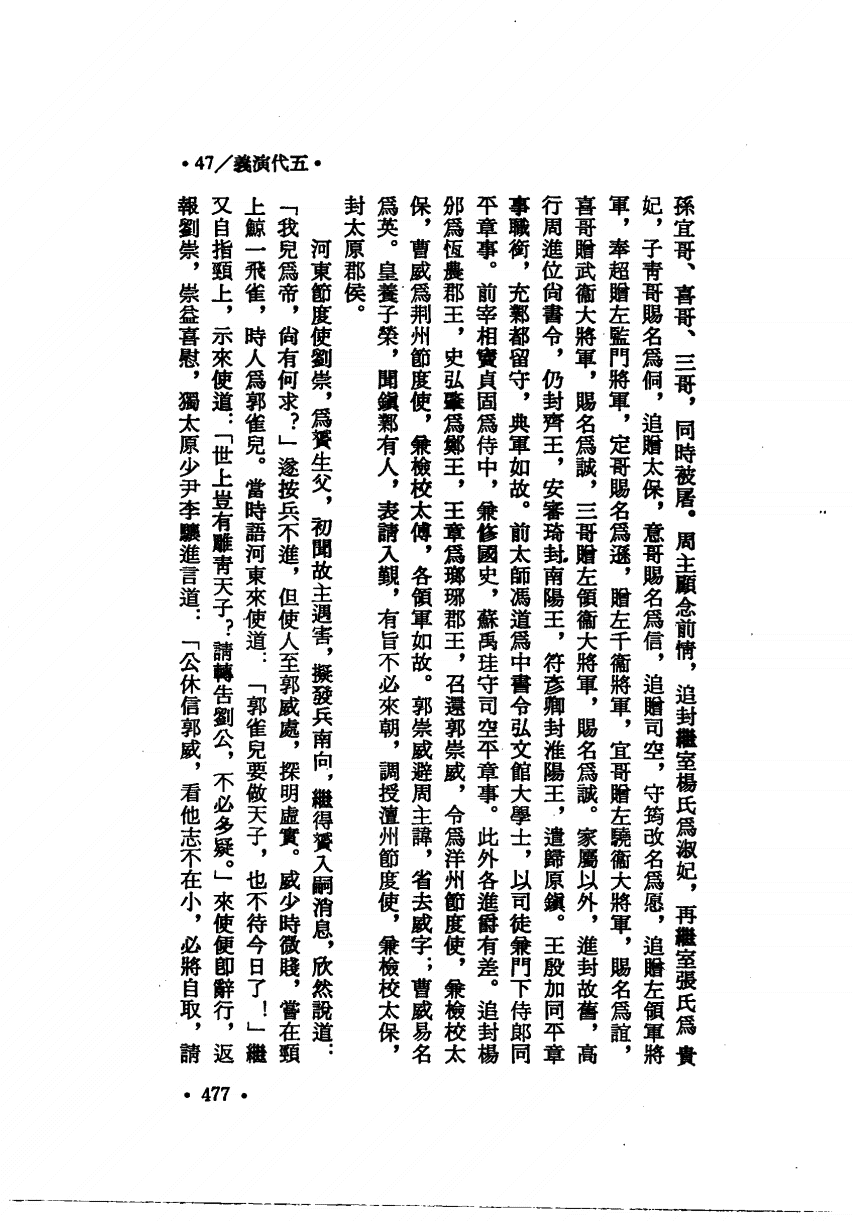 •47／義演代五•
孫宜哥、喜哥、三哥，同時被屠。周主顧念前情，追封繼室楊氏爲淑妃，再繼室張氏爲貴
妃，子青哥賜名爲侗，追贈太保，意哥賜名爲信，追贈司空，守筠改名爲愿，追贈左領軍將
軍，奉超贈左監門將軍，定哥賜名爲遜，贈左千衞將軍，宜哥贈左驍衞大將軍，賜名爲誼，
喜哥贈武衞大將軍，賜名爲誠，三哥贈左領衞大將軍，賜名爲諴。家屬以外，進封故舊，高
行周進位尙書令，仍封齊王，安審琦封南陽王，符彥卿封淮陽王，遣歸原鎭。王殷加同平章
事職銜，充鄴都留守，典軍如故。前太師馮道爲中書令弘文館大學士，以司徒兼門下侍郎同
平章事。前宰相竇貞固爲侍中，兼修國史，蘇禹珪守司空平章事。此外各進爵有差。追封楊
邠爲恆農郡王，史弘肇爲鄭王，王章爲瑯琊郡王，召還郭崇威，令爲洋州節度使，兼檢校太
保，曹威爲荆州節度使，兼檢校太傅，各領軍如故。郭崇威避周主諱，省去威字；曹威易名
爲英。皇養子榮，聞鎭鄴有人，表請入覲，有旨不必來朝，調授澶州節度使，兼檢校太保，
封太原郡侯。
河東節度使劉崇，爲贇生父，初聞故主遇害，擬發兵南向，繼得贇入嗣消息，欣然說道：
「我兒爲帝，尙有何求？」遂按兵不進，但使人至郭威處，探明虛實。威少時微賤，嘗在頸
上鯨一飛雀，時人爲郭雀兒。當時語河東來使道：「郭雀兒要做天子，也不待今日了！」繼
又自指頸上，示來使道：「世上豈有雕靑天子？請轉吿劉公，不必多疑。」來使便卽辭行，返
報劉崇，崇益喜慰，獨太原少尹李驤進言道：「公休信郭威，看他志不在小，必將自取，請
•477•